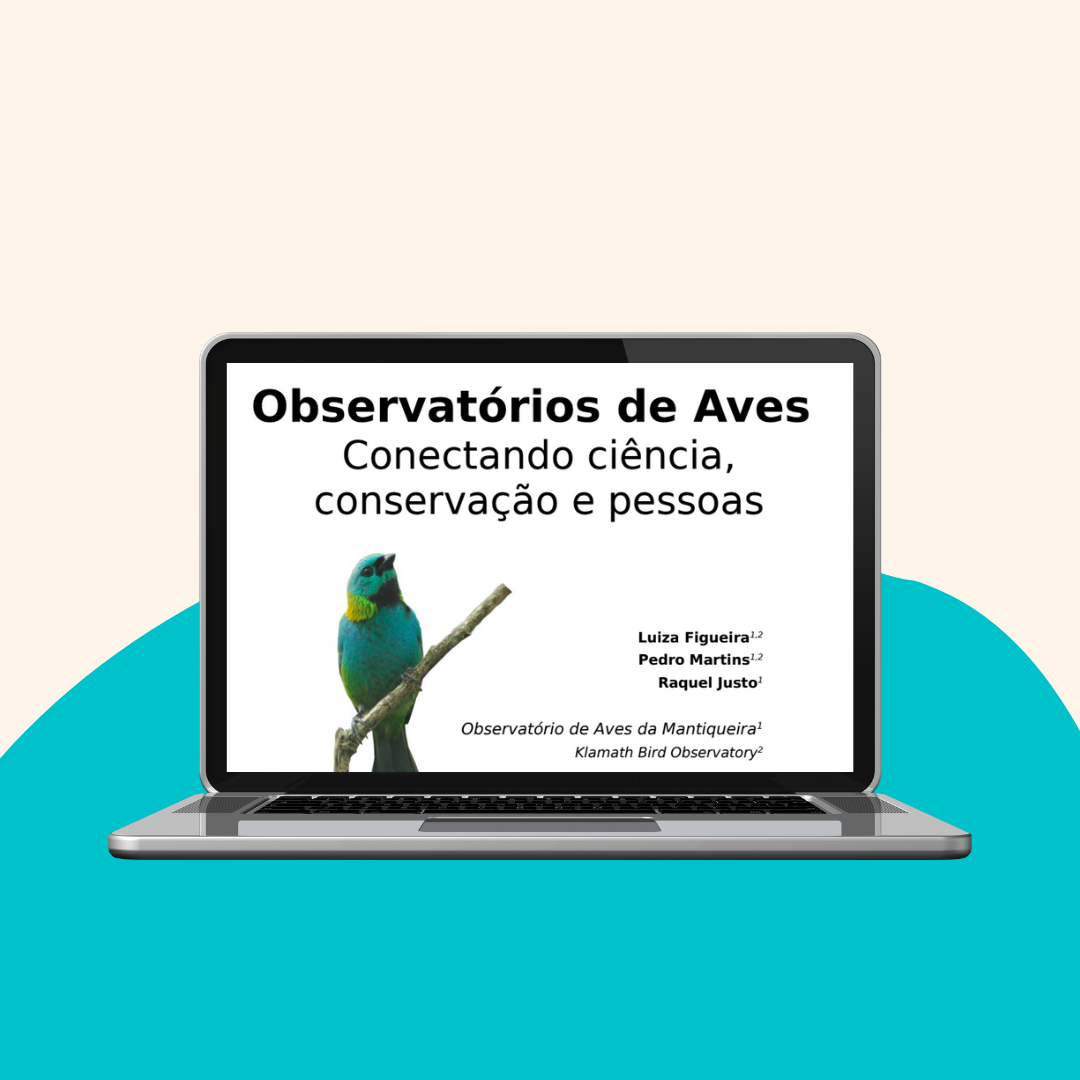 Observatórios de Aves
Conectando ciência,
conservação e pessoas
Luiza Figueira1,2
Pedro Martins1,2
Raquel Justo1
Observatório de Aves da Mantiqueira1
Klamath Bird Observatory2